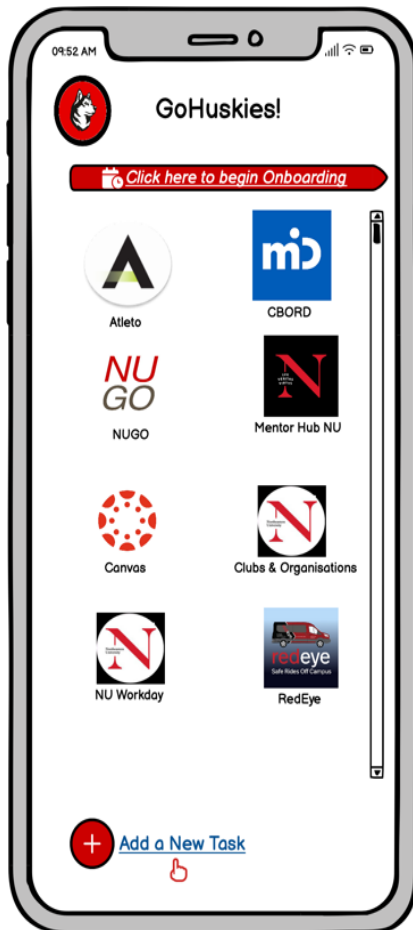 09:52 AM
GoHuskies!
Click here to begin Onboarding
Atleto
CBORD
NU
GO
NUGO
Mentor Hub NU
Canvas
Clubs & Organisations
NU Workday
redeye
Safe Rides Off Campus
RedEye
Add a New Task